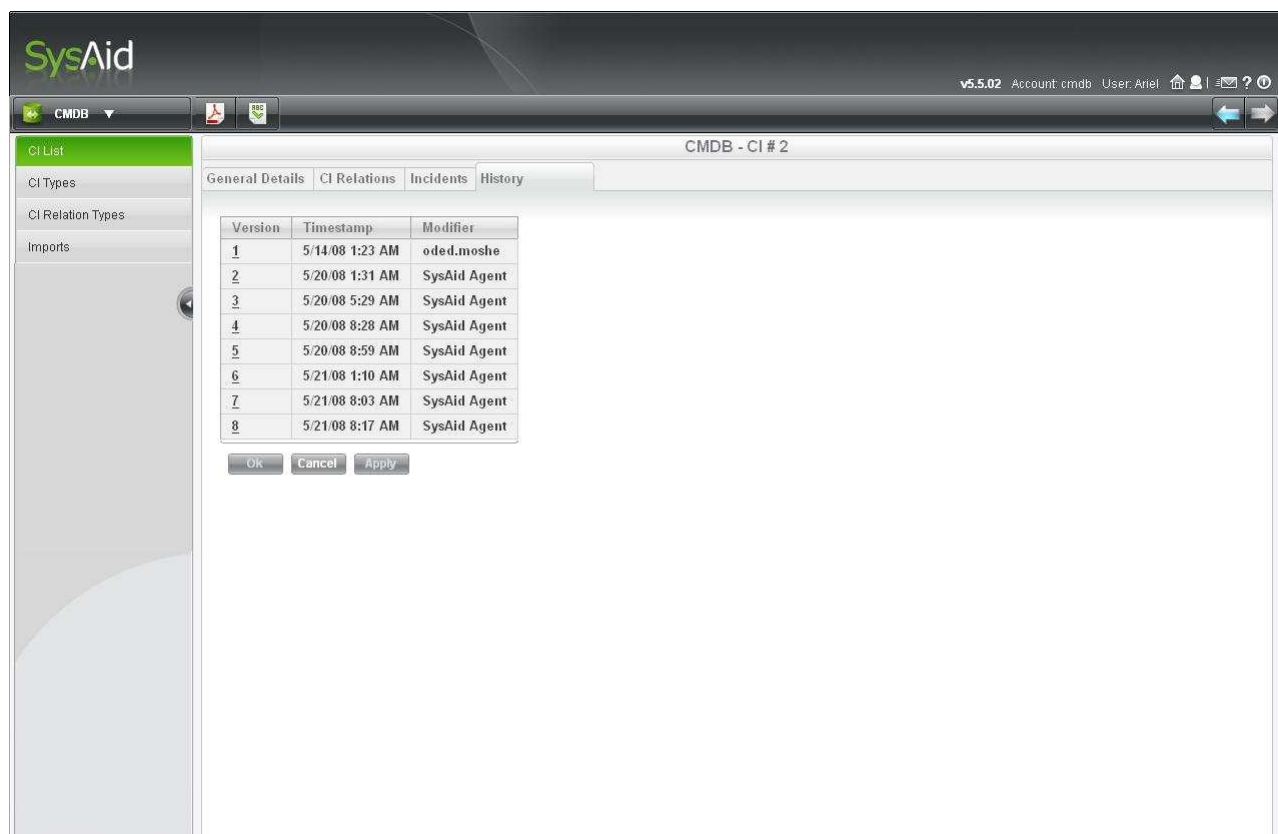 SysAid
v5.5.02 Account: cmdb User: Ariel ?
CMDB
ABC
CI List
CI Types
CI Relation Types
Imports
CMDB - CI # 2
General Details CI Relations Incidents History
Version Timestamp Modifier
1 5/14/08 1:23 AM oded.moshe
2 5/20/08 1:31 AM SysAid Agent
3 5/20/08 5:29 AM SysAid Agent
4 5/20/08 8:28 AM SysAid Agent
5 5/20/08 8:59 AM SysAid Agent
6 5/21/08 1:10 AM SysAid Agent
7 5/21/08 8:03 AM SysAid Agent
8 5/21/08 8:17 AM SysAid Agent
Ok Cancel Apply